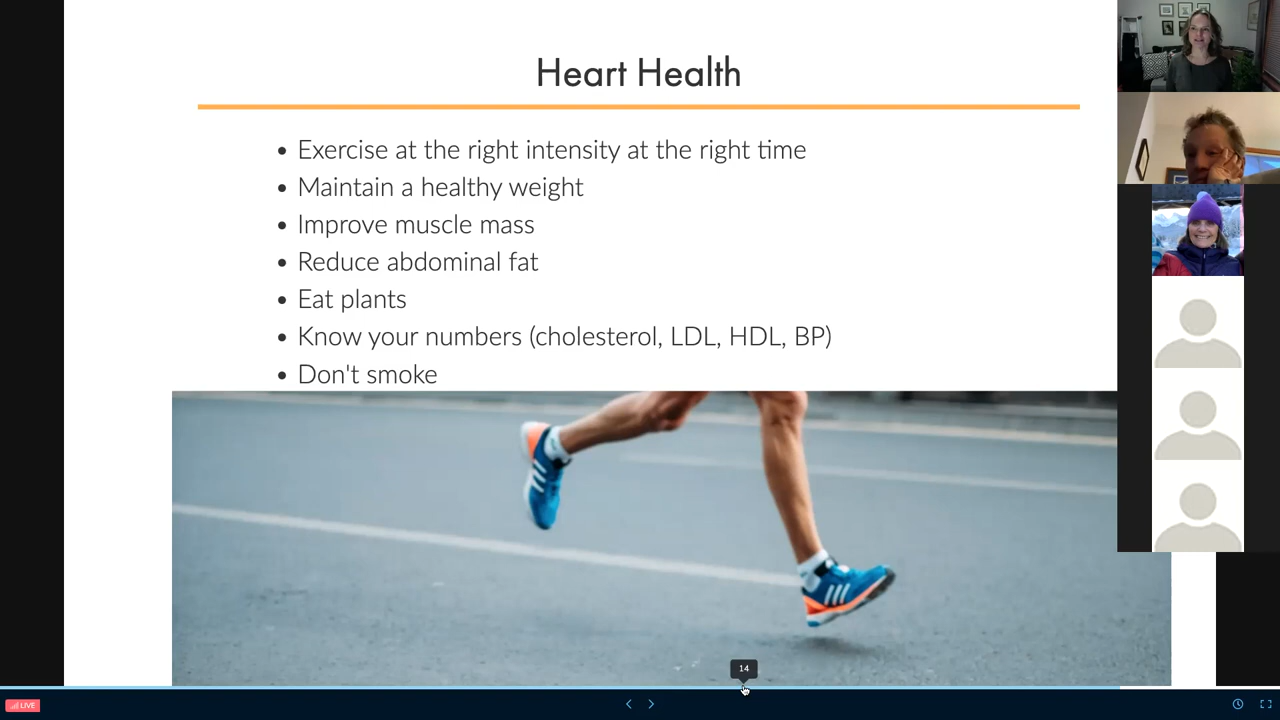 Heart Health
• Exercise at the right intensity at the right time
• Maintain a healthy weight
• Improve muscle mass
• Reduce abdominal fat
• Eat plants
• Know your numbers (cholesterol, LDL, HDL, BP)
• Don't smoke
14
LIVE